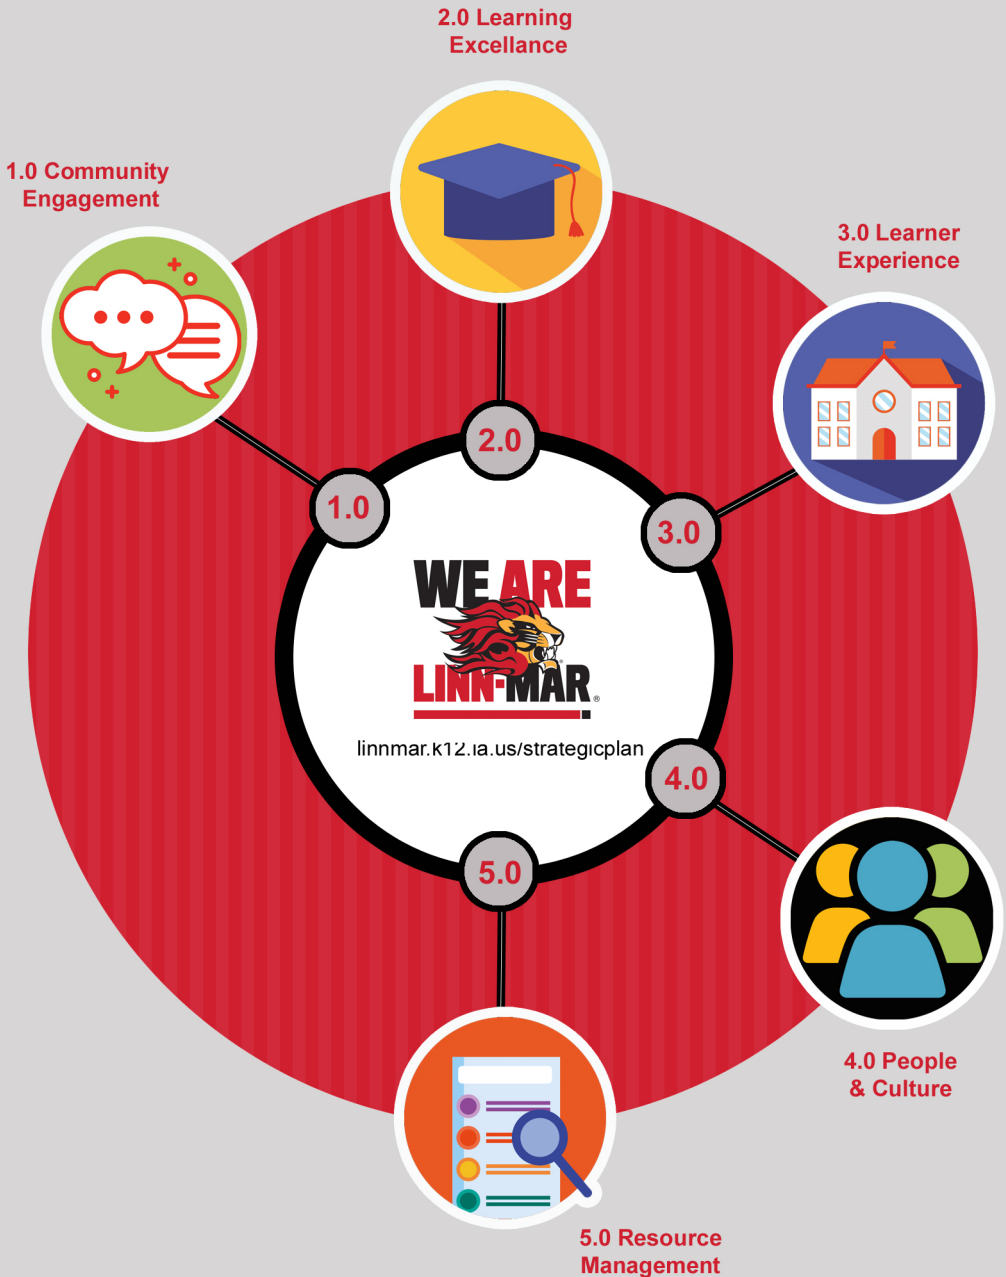 2.0 Learning
Excellance
1.0 Community
Engagement
3.0 Learner
Experience
2.0
1.0
3.0
WE ARE
LINN-MAR®
linnmar.k12.ia.us/strategicplan
4.0
5.0
4.0 People
& Culture
5.0 Resource
Management